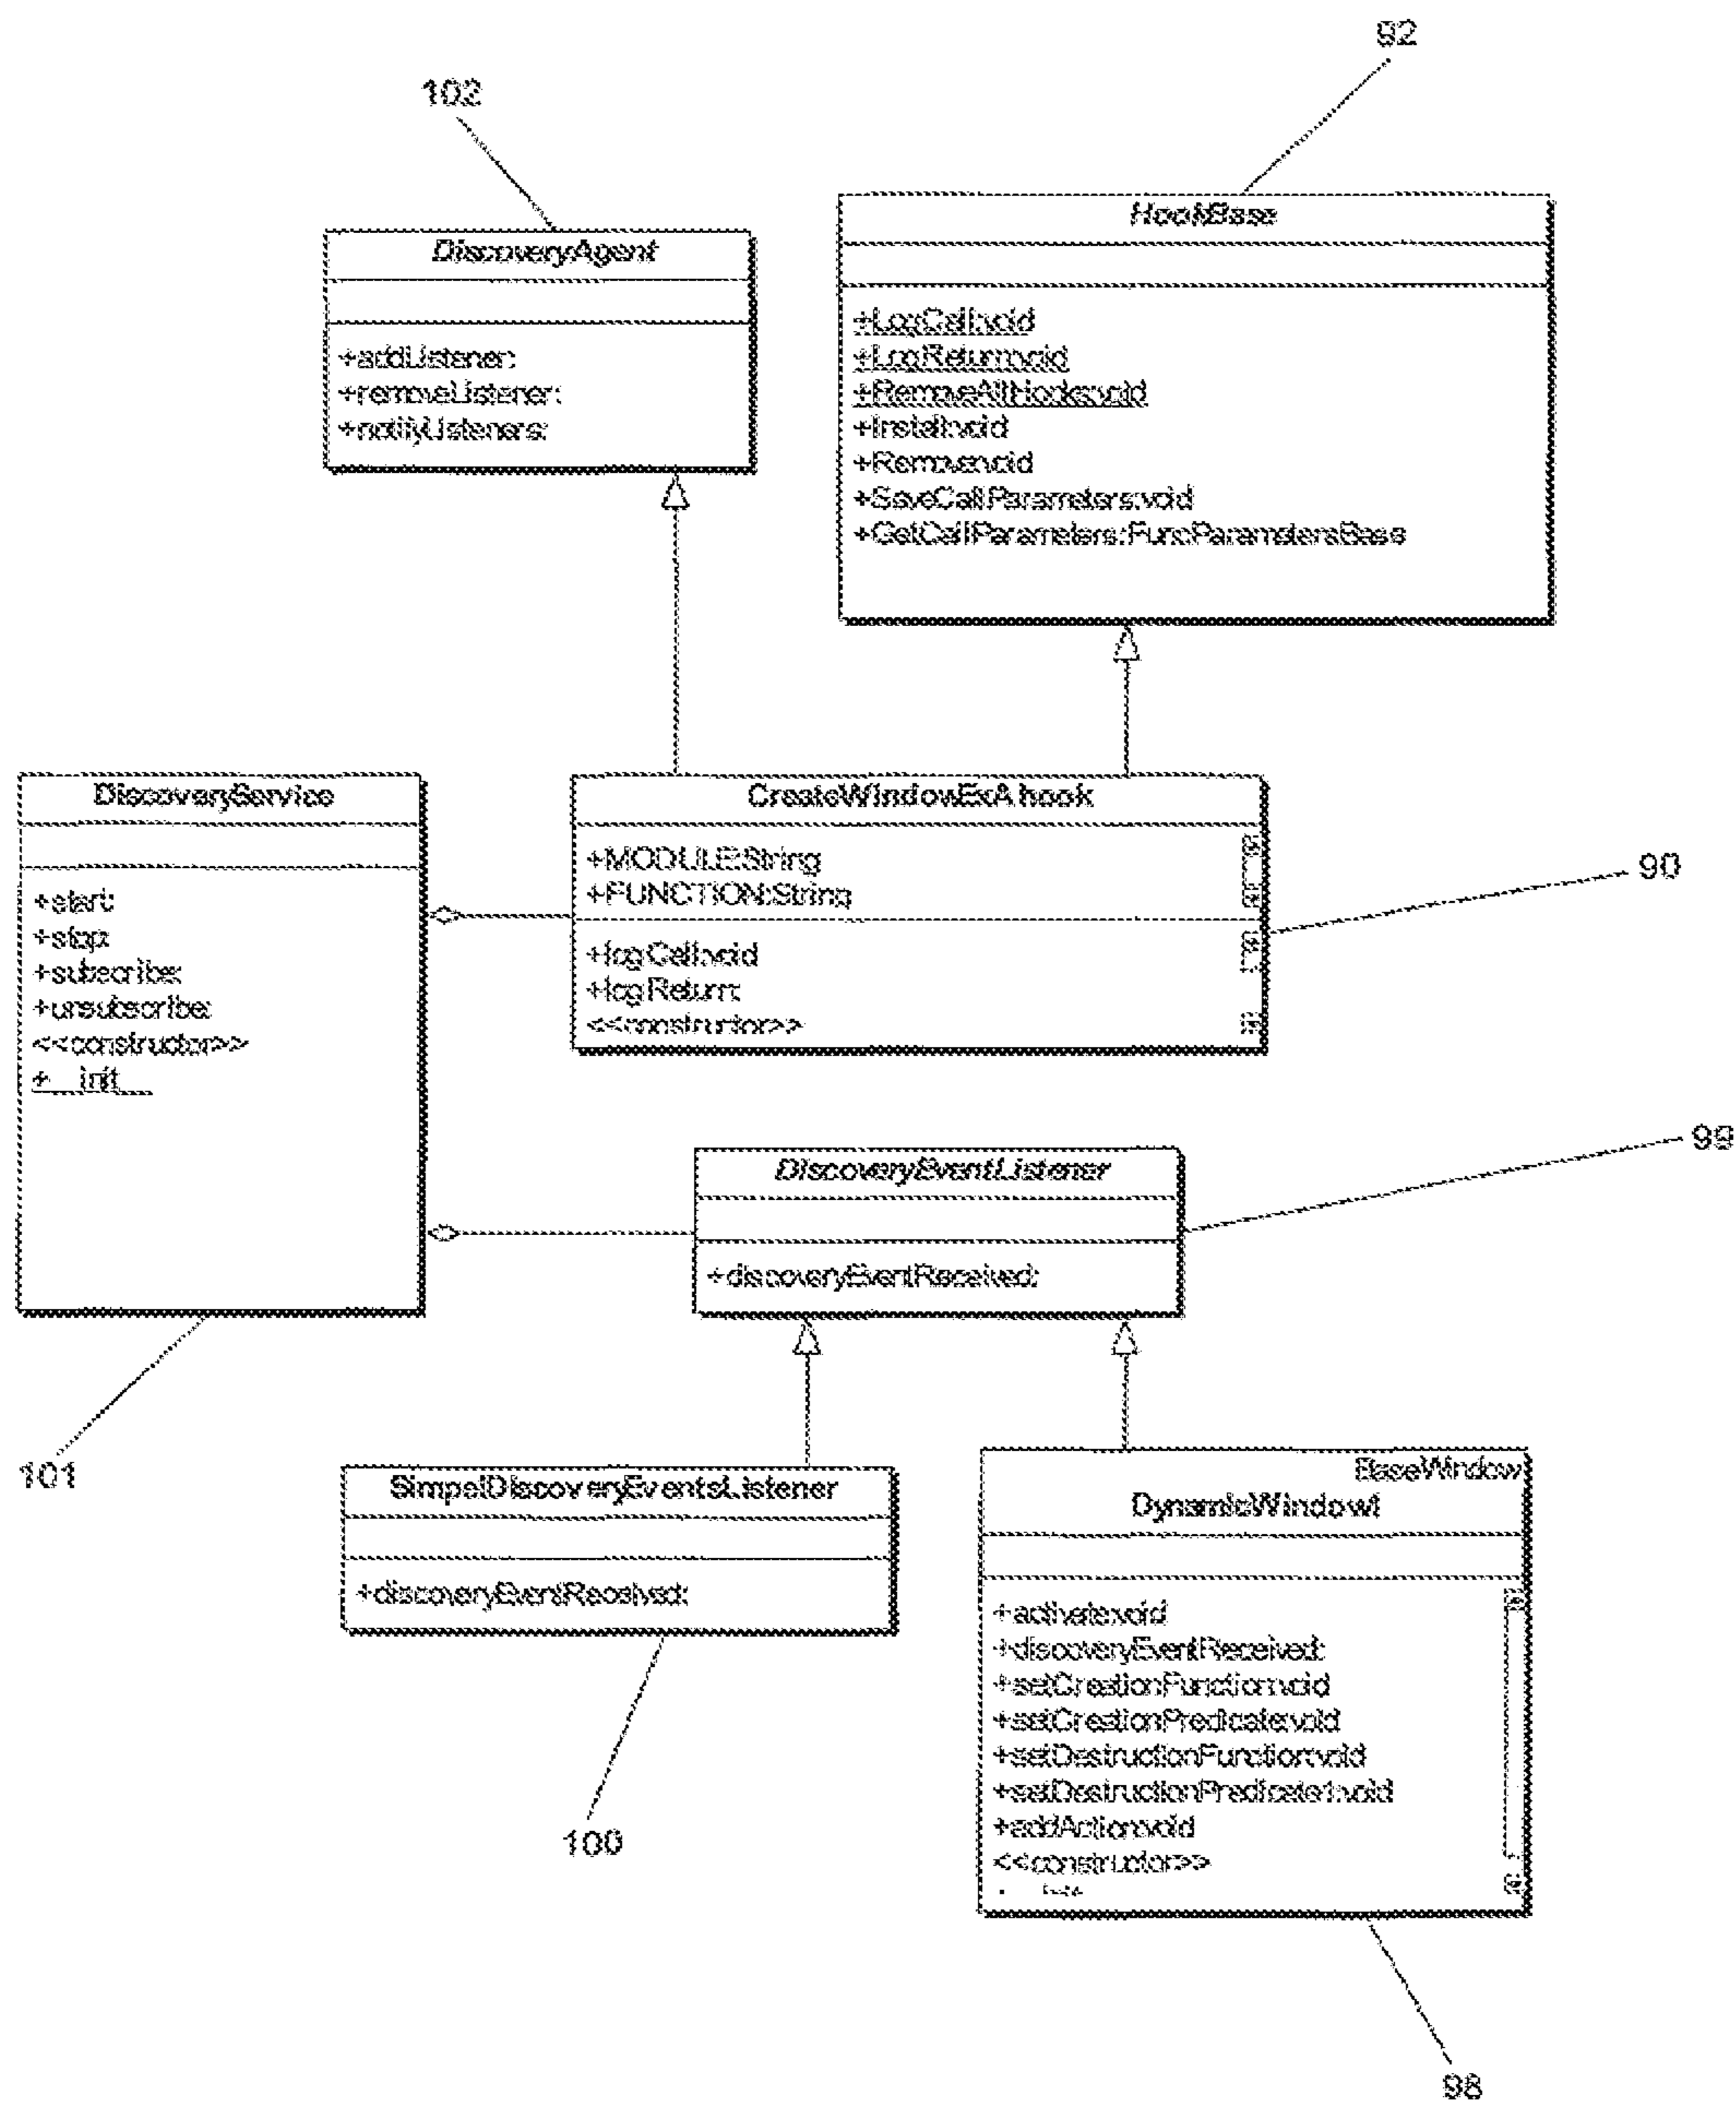 92
102
HookBase
DiscoveryAgent
+LogCall:void
+LogReturn:void
+RemoveAllHooks:void
+Install:void
+Remove:void
+SaveCallParameters:void
+GetCallParameters:FuncParametersBase
+addListener:
+removeListener:
+notifyListeners:
DiscoveryService
+start:
+stop:
+subscribe:
+unsubscribe:
<<constructor>>
+__init__
CreateWindowExA hook
+MODULE:String
+FUNCTION:String
+logCall:void
+logReturn:
<<constructor>>
90
99
DiscoveryEventListener
+discoveryEventReceived:
101
SimpelDiscoveryEventsListener
+discoveryEventReceived:
BaseWindow
DynamicWindow1
+activate:void
+discoveryEventReceived:
+setCreationFunction:void
+setCreationPredicate:void
+setDestructionFunction:void
+setDestructionPredicate1:void
+addAction:void
<<constructor>>
100
98